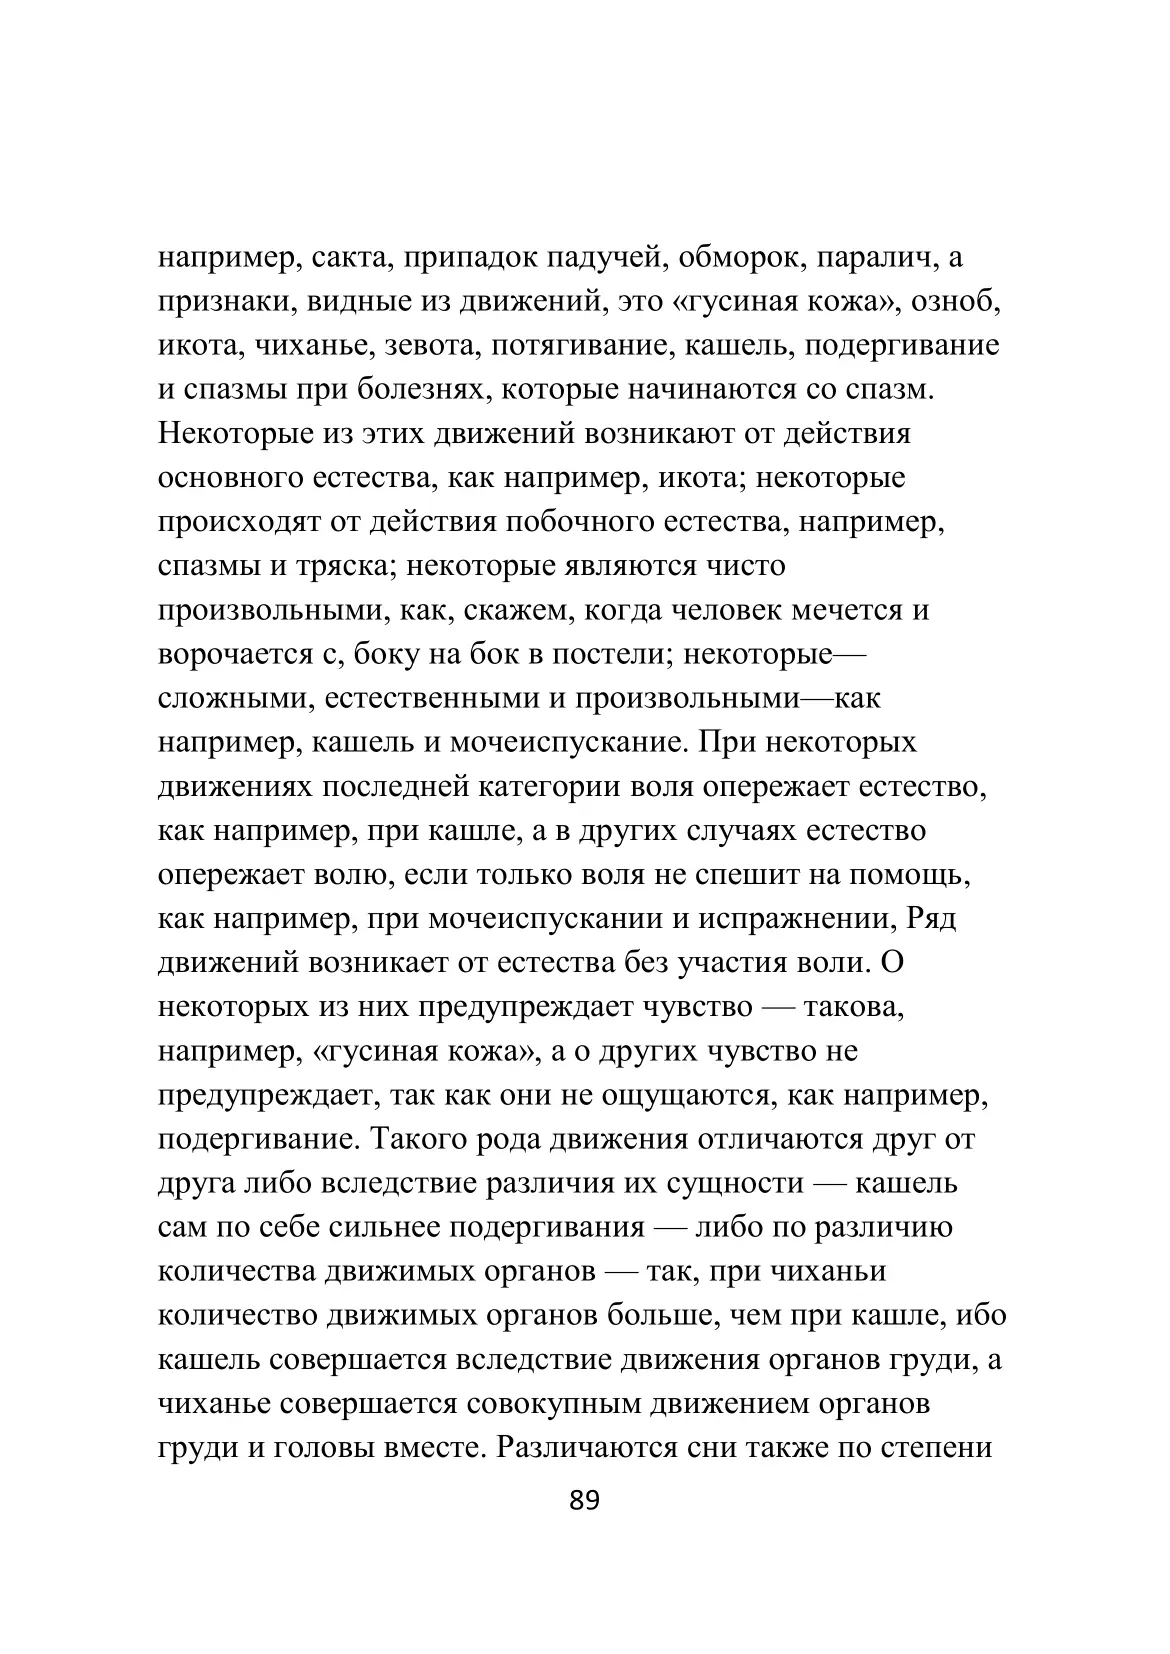 например, сакта, припадок падучей, обморок, паралич, а
признаки, видные из движений, это «гусиная кожа», озноб,
икота, чиханье, зевота, потягивание, кашель, подергивание
и спазмы при болезнях, которые начинаются со спазм.
Некоторые из этих движений возникают от действия
основного естества, как например, икота; некоторые
происходят от действия побочного естества, например,
спазмы и тряска; некоторые являются чисто
произвольными, как, скажем, когда человек мечется и
ворочается с, боку на бок в постели; некоторые—
сложными, естественными и произвольными—как
например, кашель и мочеиспускание. При некоторых
движениях последней категории воля опережает естество,
как например, при кашле, а в других случаях естество
опережает волю, если только воля не спешит на помощь,
как например, при мочеиспускании и испражнении, Ряд
движений возникает от естества без участия воли. О
некоторых из них предупреждает чувство — такова,
например, «гусиная кожа», а о других чувство не
предупреждает, так как они не ощущаются, как например,
подергивание. Такого рода движения отличаются друг от
друга либо вследствие различия их сущности — кашель
сам по себе сильнее подергивания — либо по различию
количества движимых органов — так, при чиханьи
количество движимых органов больше, чем при кашле, ибо
кашель совершается вследствие движения органов груди, а
чиханье совершается совокупным движением органов
груди и головы вместе. Различаются сни также по степени
89